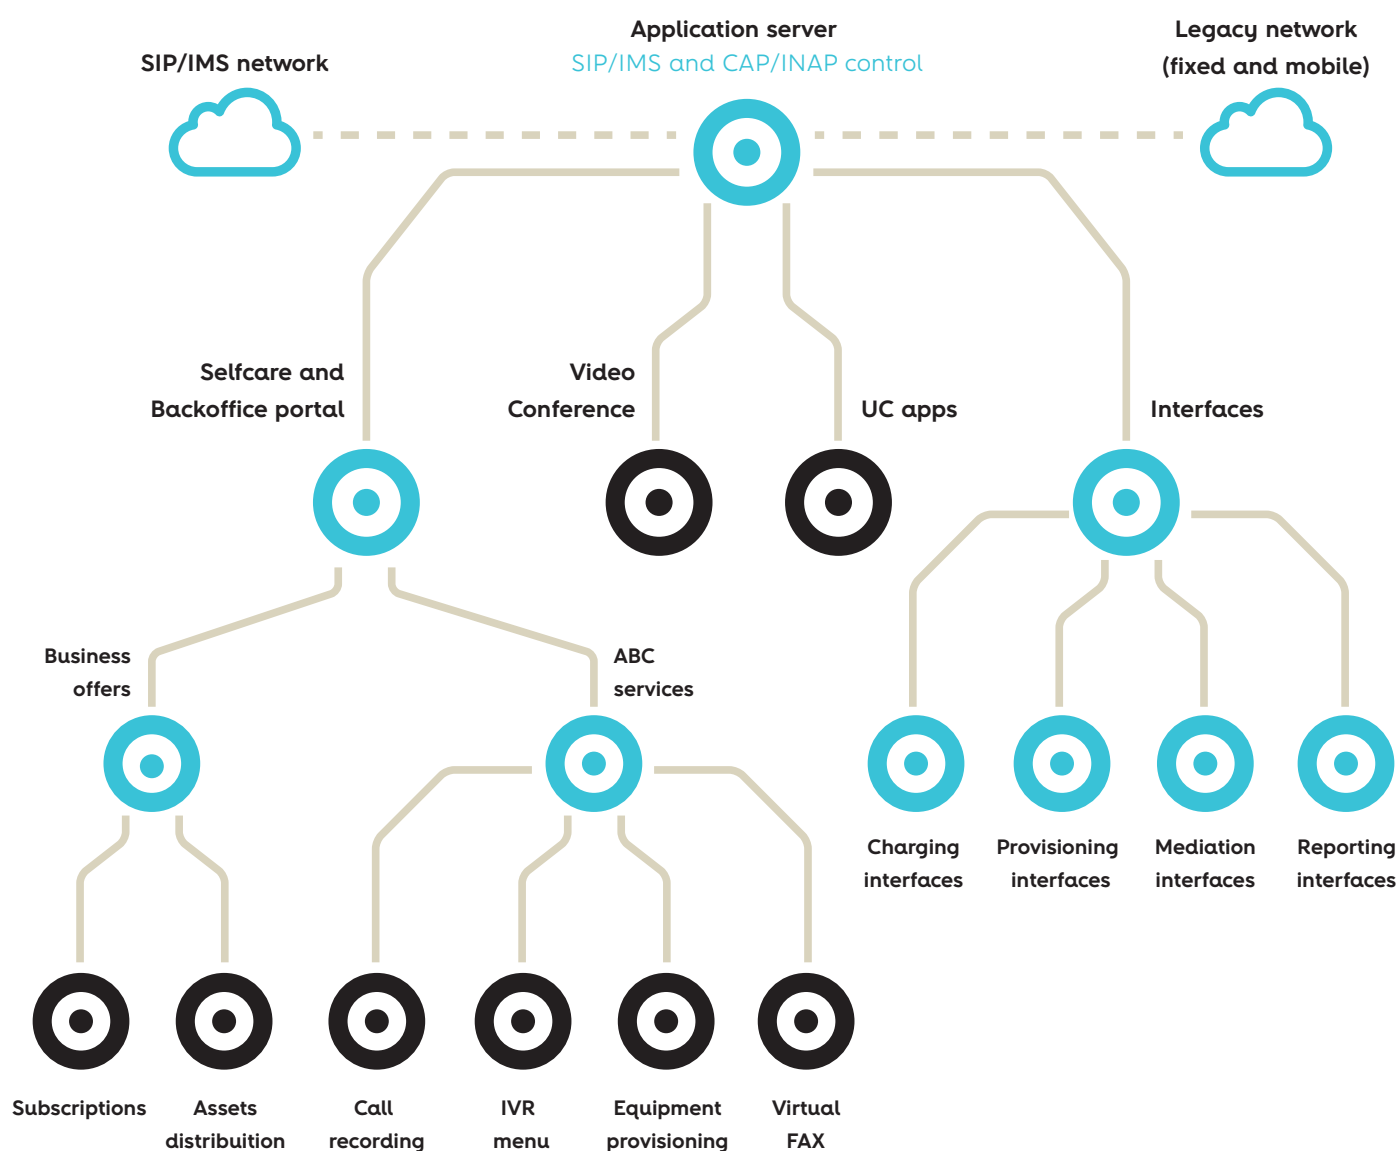 Application server
SIP/IMS and CAP/INAP control
SIP/IMS network
Legacy network
(fixed and mobile)
Selfcare and
Backoffice portal
Video
Conference
UC apps
Interfaces
Business
offers
ABC
services
Charging
interfaces
Provisioning
interfaces
Mediation
interfaces
Reporting
interfaces
Subscriptions
Assets
distribuition
Call
recording
IVR
menu
Equipment
provisioning
Virtual
FAX